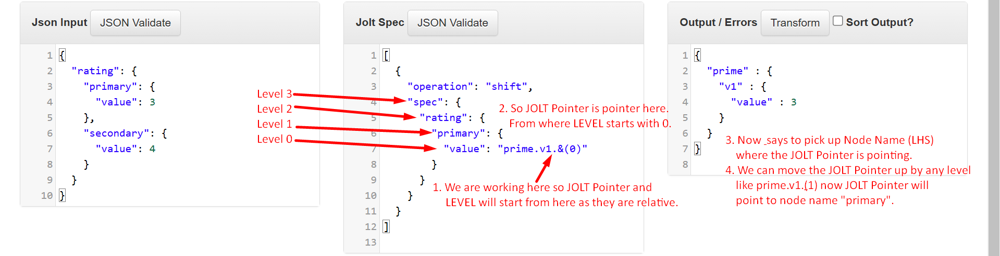 Json Input JSON Validate
1 {
2 "rating": {
3 "primary": {
4 "value": 3
5 },
6 "secondary": {
7 "value": 4
8 }
9 }
10 }
Level 3
Level 2
Level 1
Level 0
Jolt Spec JSON Validate
1 [
2 {
3 "operation": "shift",
4 "spec": {
5 "rating": {
6 "primary": {
7 "value": "prime.v1.&(0)"
8 }
9 }
10 }
11 }
12 ]
13
2. So JOLT Pointer is pointer here.
From where LEVEL starts with 0.
1. We are working here so JOLT Pointer and
LEVEL will start from here as they are relative.
Output / Errors Transform Sort Output?
1 {
2 "prime" : {
3 "v1" : {
4 "value" : 3
5 }
6 }
7 }
8
3. Now _says to pick up Node Name (LHS)
where the JOLT Pointer is pointing.
4. We can move the JOLT Pointer up by any level
like prime.v1.(1) now JOLT Pointer will
point to node name "primary".